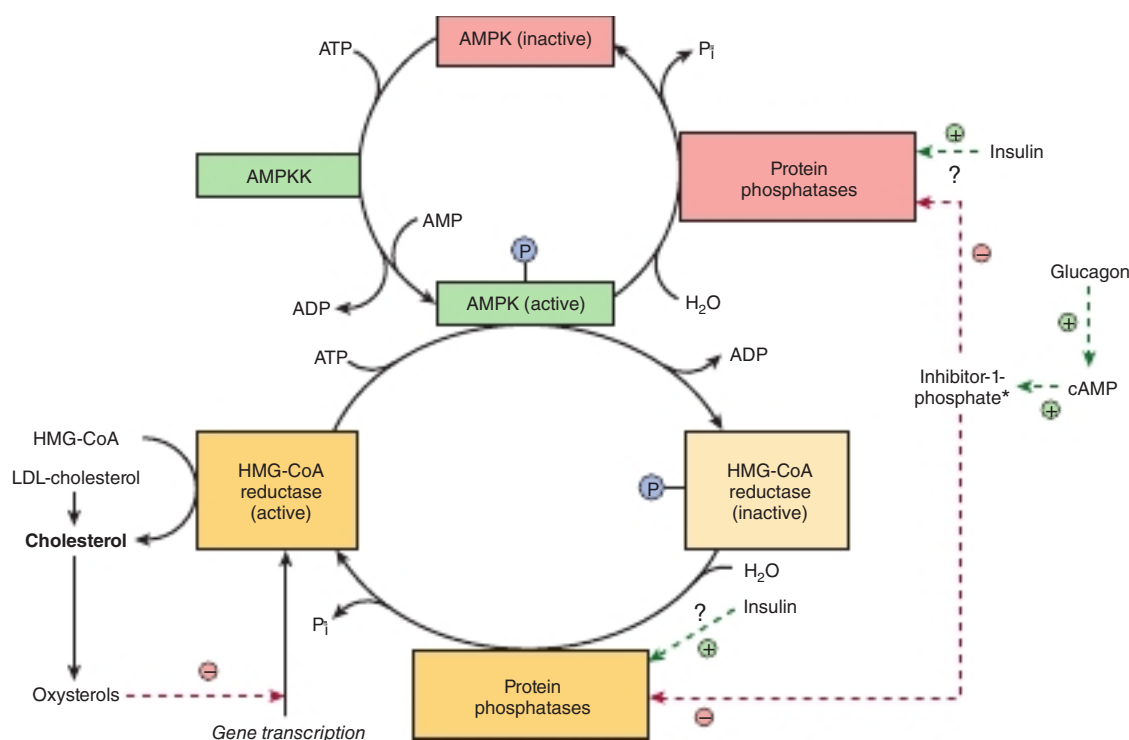 AMPK (inactive)
ATP
Pi
AMPKK
Protein
phosphatases
+
Insulin
?
AMP
P
−
Glucagon
ADP
AMPK (active)
H2O
+
ATP
ADP
Inhibitor-1-
phosphate*
cAMP
+
HMG-CoA
LDL-cholesterol
Cholesterol
HMG-CoA
reductase
(active)
P
HMG-CoA
reductase
(inactive)
H2O
Pi
?
Insulin
+
Oxysterols
−
Protein
phosphatases
−
Gene transcription